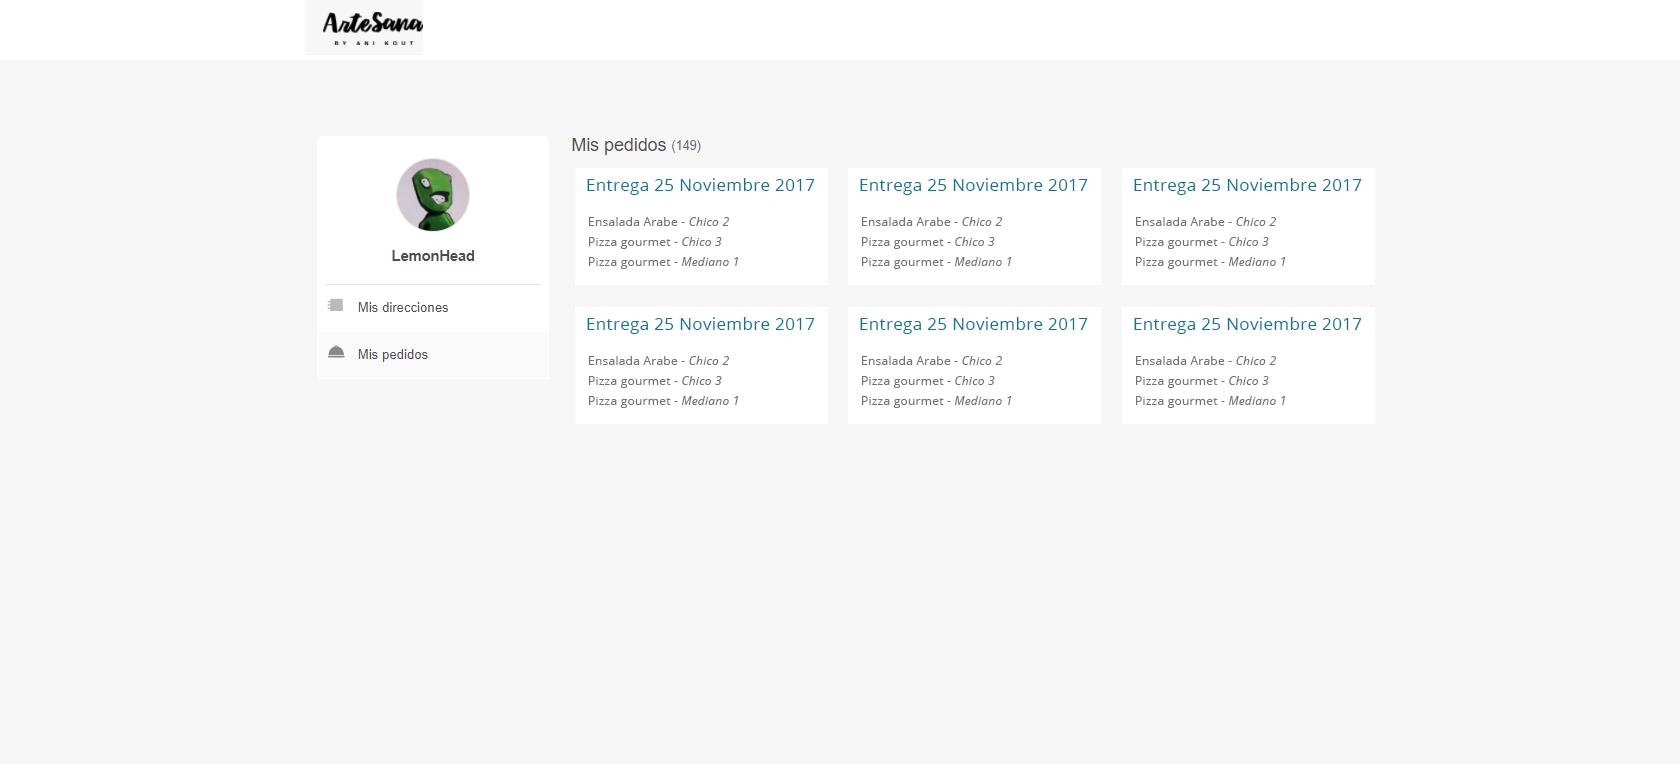 ArteSana
BY ANI KOUT
LemonHead
Mis direcciones
Mis pedidos
Mis pedidos (149)
Entrega 25 Noviembre 2017
Ensalada Arabe - Chico 2
Pizza gourmet - Chico 3
Pizza gourmet - Mediano 1
Entrega 25 Noviembre 2017
Ensalada Arabe - Chico 2
Pizza gourmet - Chico 3
Pizza gourmet - Mediano 1
Entrega 25 Noviembre 2017
Ensalada Arabe - Chico 2
Pizza gourmet - Chico 3
Pizza gourmet - Mediano 1
Entrega 25 Noviembre 2017
Ensalada Arabe - Chico 2
Pizza gourmet - Chico 3
Pizza gourmet - Mediano 1
Entrega 25 Noviembre 2017
Ensalada Arabe - Chico 2
Pizza gourmet - Chico 3
Pizza gourmet - Mediano 1
Entrega 25 Noviembre 2017
Ensalada Arabe - Chico 2
Pizza gourmet - Chico 3
Pizza gourmet - Mediano 1